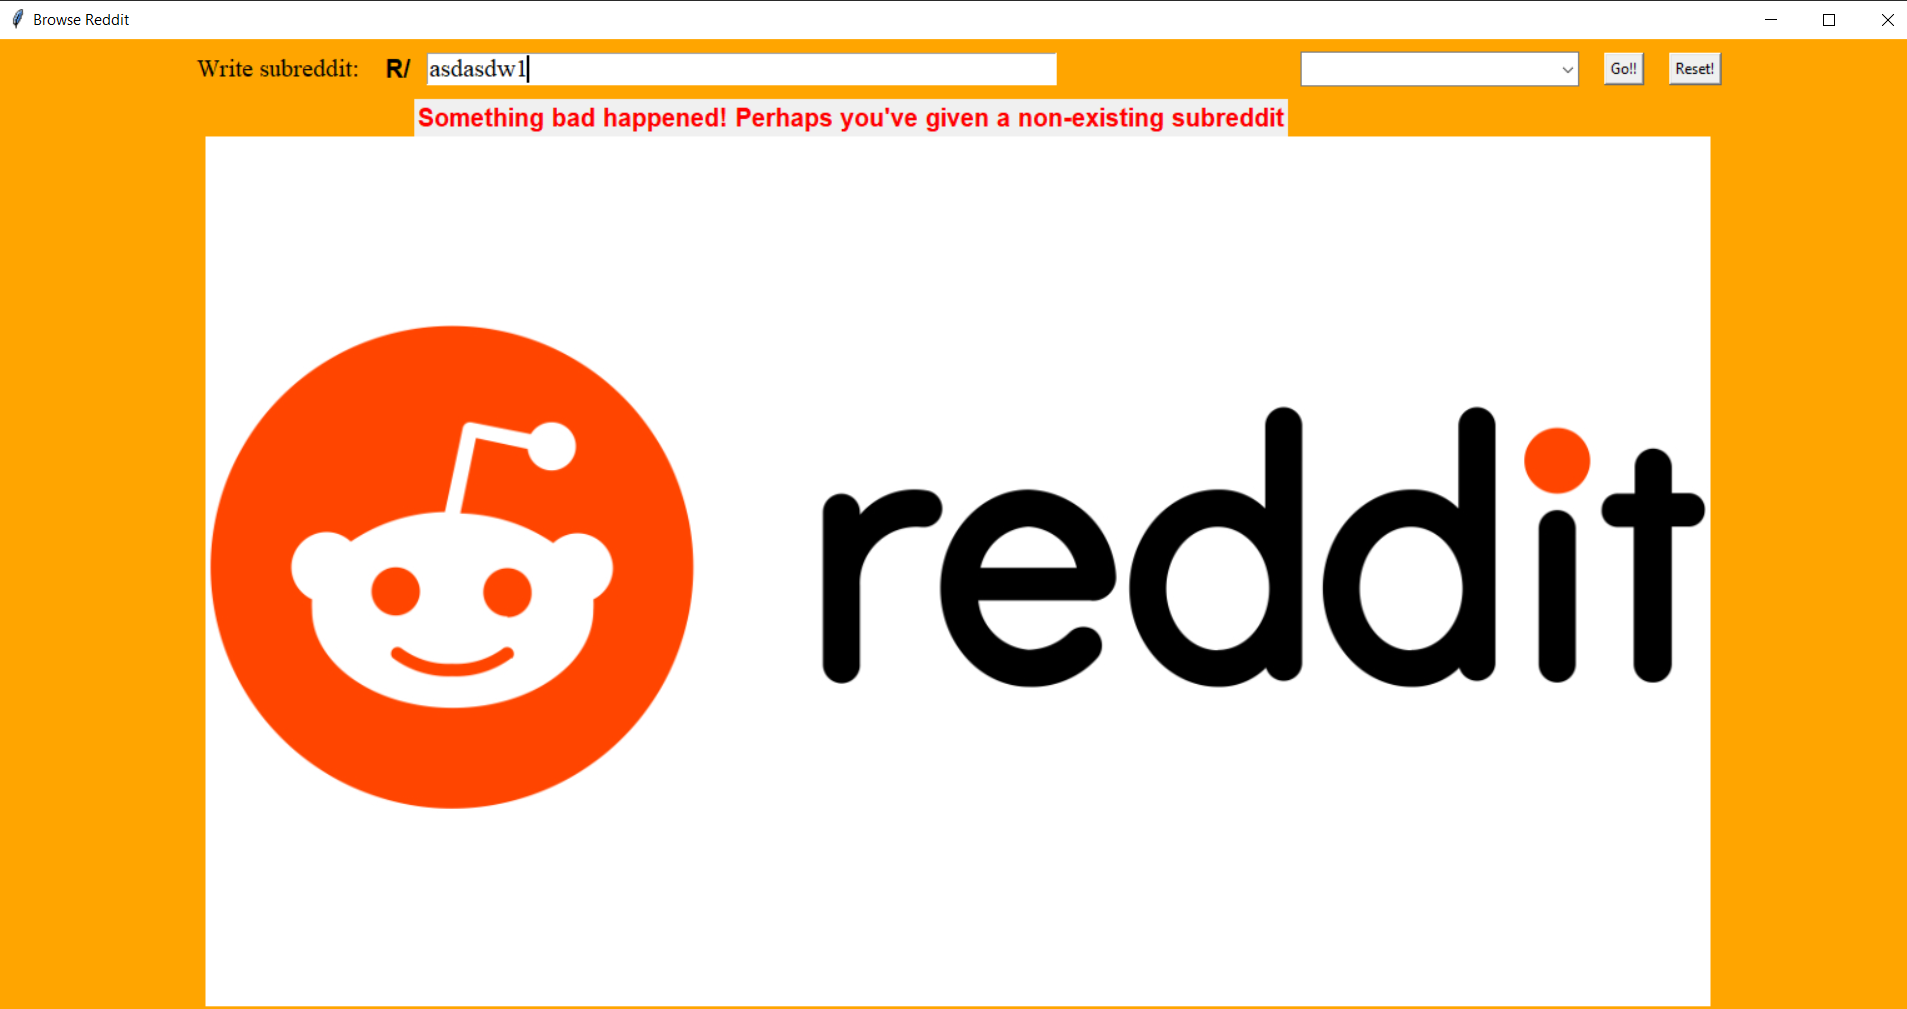 Browse Reddit
Write subreddit: R/ asdasdw1 Go!! Reset!
Something bad happened! Perhaps you've given a non-existing subreddit
reddit